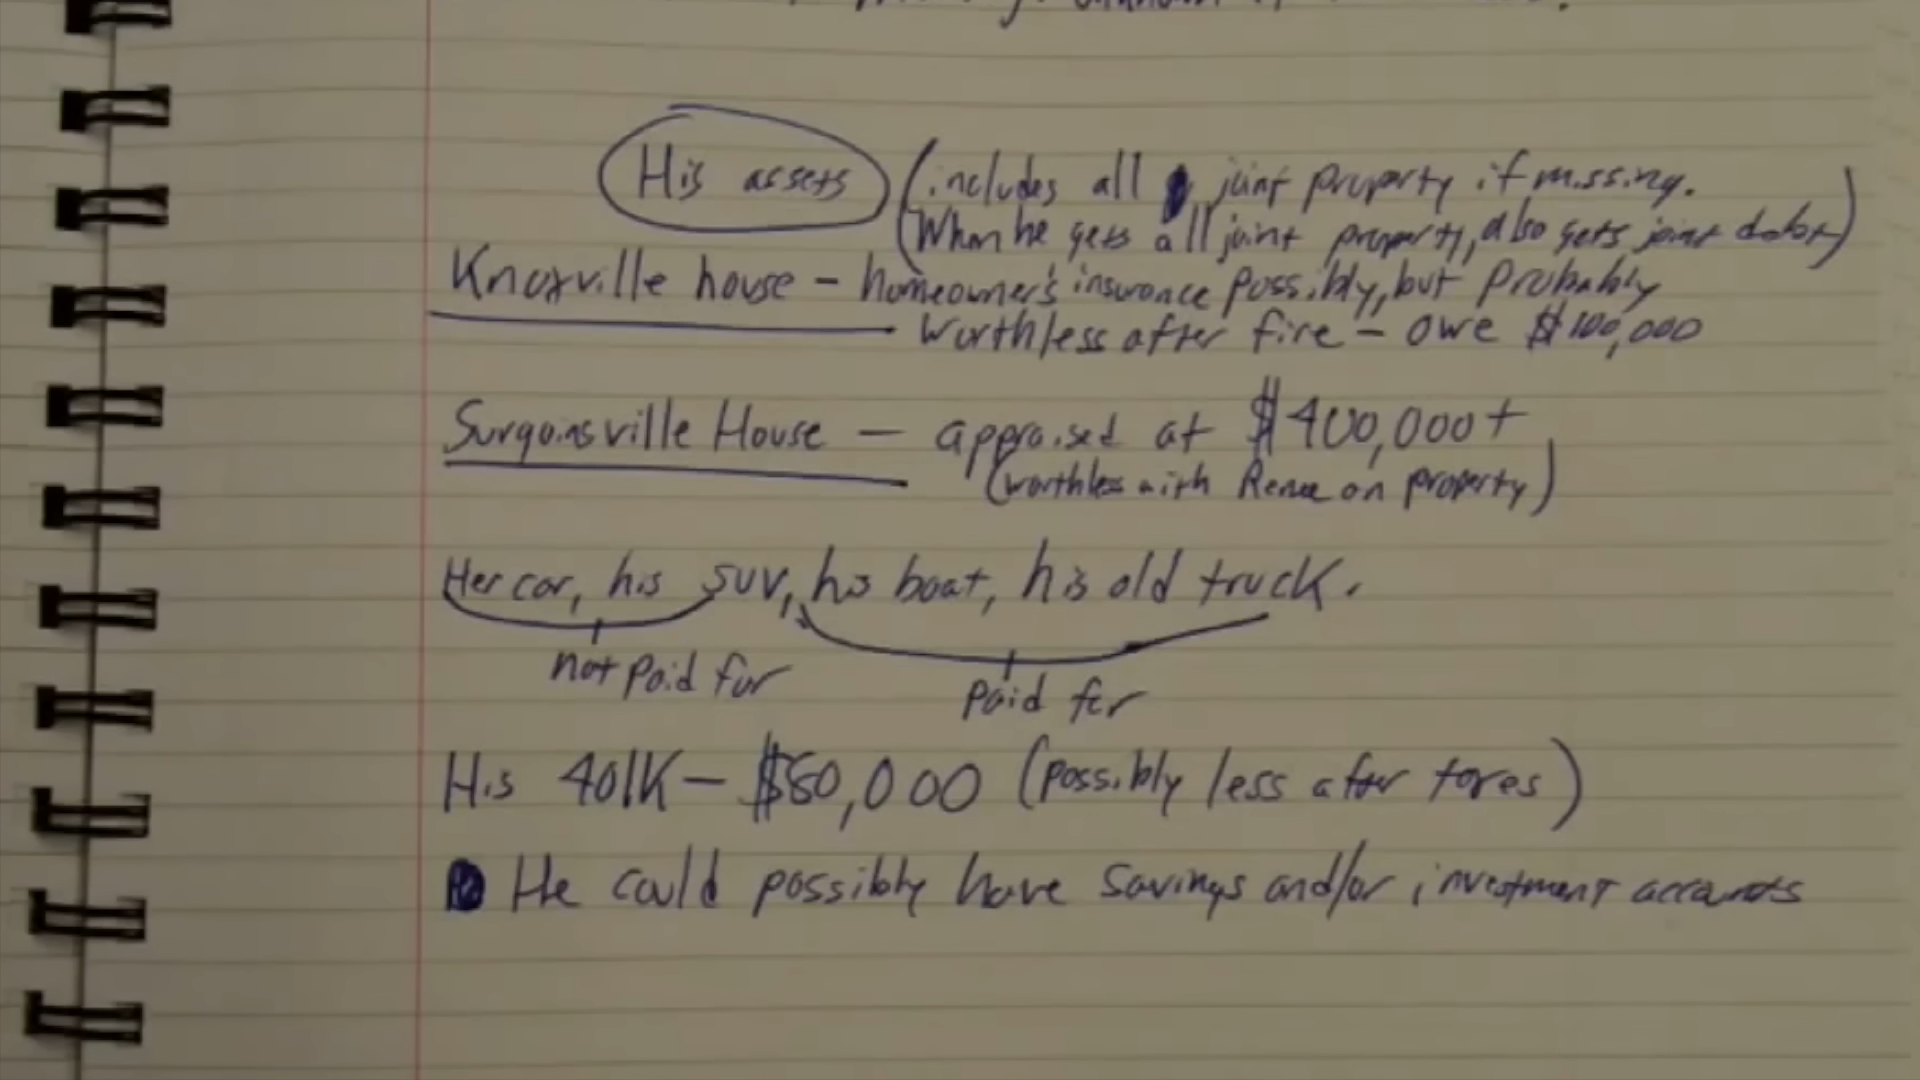 His assets (includes all joint property if missing.
(When he gets all joint property, also gets joint debt)
Knoxville house - homeowner's insurance possibly, but probably
worthless after fire - owe $100,000
Surgoinsville House - appraised at $400,000+
(worthless with Renee on property)
Her car, his SUV, his boat, his old truck.
not paid for
paid for
His 401K - $50,000 (possibly less after taxes)
He could possibly have savings and/or investment accounts